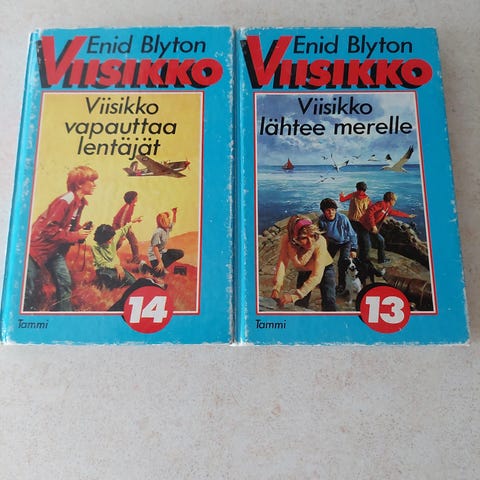 Enid Blyton
VIISIKKO
Viisikko
vapauttaa
lentäjät
14
Tammi
Enid Blyton
VIISIKKO
Viisikko
lähtee merelle
13
Tammi